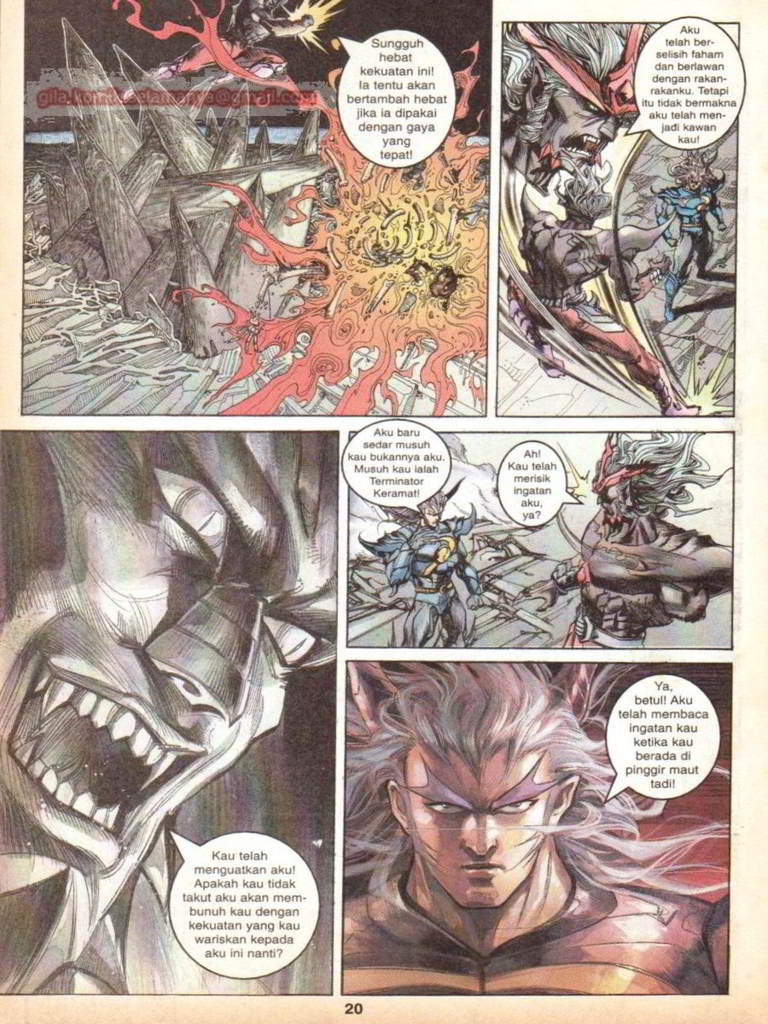 Sungguh
hebat
kekuatan ini!
Ia tentu akan
bertambah hebat
jika ia dipakai
dengan gaya
yang
tepat!
Aku
telah ber-
selisih faham
dan berlawan
dengan rakan-
rakanku. Tetapi
itu tidak bermakna
aku telah men-
jadi kawan
kau!
Aku baru
sedar musuh
kau bukannya aku.
Musuh kau ialah
Terminator
Keramat!
Ah!
Kau telah
merisik
ingatan
aku,
ya?
Kau telah
menguatkan aku!
Apakah kau tidak
takut aku akan mem-
bunuh kau dengan
kekuatan yang kau
wariskan kepada
aku ini nanti?
Ya,
betul! Aku
telah membaca
ingatan kau
ketika kau
berada di
pinggir maut
tadi!
20